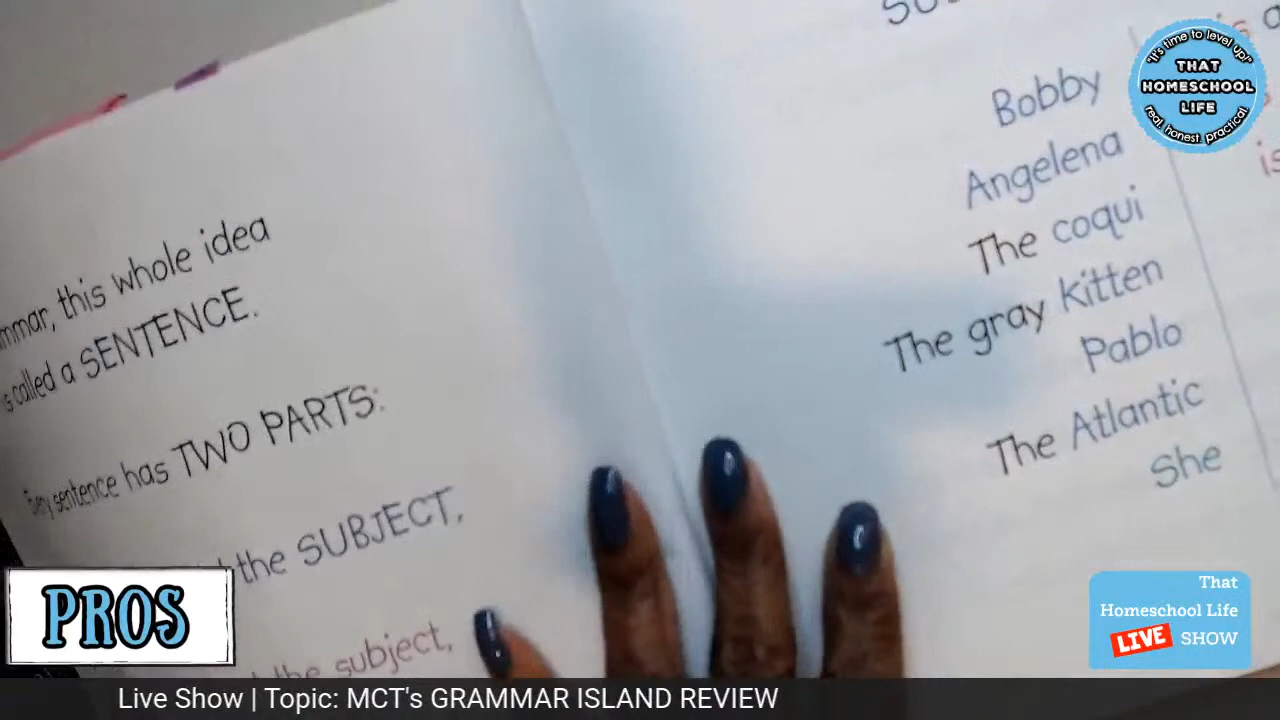 mmar, this whole idea
called a SENTENCE.
Every sentence has TWO PARTS:
the SUBJECT,
the subject,
Bobby
Angelena
The coqui
The gray kitten
Pablo
The Atlantic
She
"It's time to level up!"
THAT
HOMESCHOOL
LIFE
real. honest. practical.
PROS
That
Homeschool Life
LIVE SHOW
Live Show | Topic: MCT's GRAMMAR ISLAND REVIEW